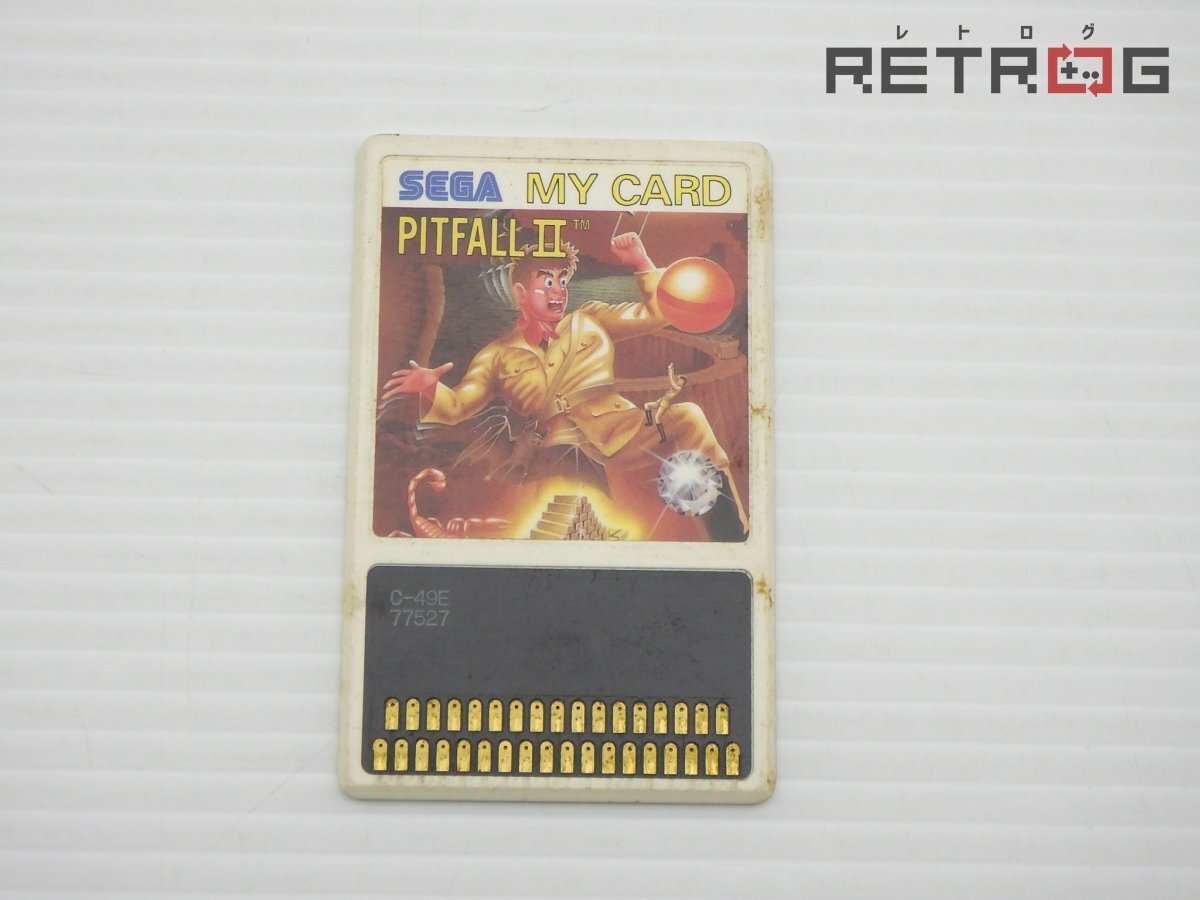 レトログ
RETROG
SEGA MY CARD
PITFALL II™
C-49E
77527